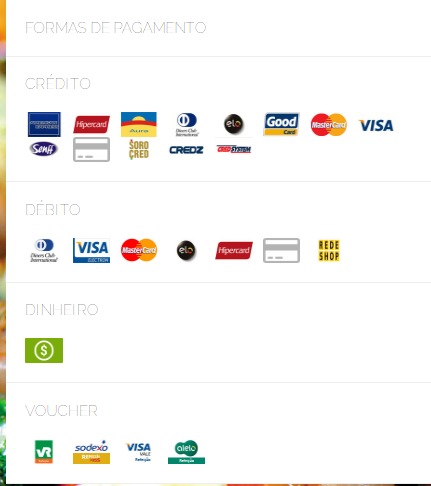 FORMAS DE PAGAMENTO
CRÉDITO
AMERICAN EXPRESS Hipercard Aura Diners Club International elo Good Card MasterCard VISA
Senff SORO CRED CREDZ CREDSYSTEM
DÉBITO
Diners Club International VISA ELECTRON MasterCard elo Hipercard REDE SHOP
DINHEIRO
$
VOUCHER
VR sodexo VISA VALE Refeição alelo Refeição